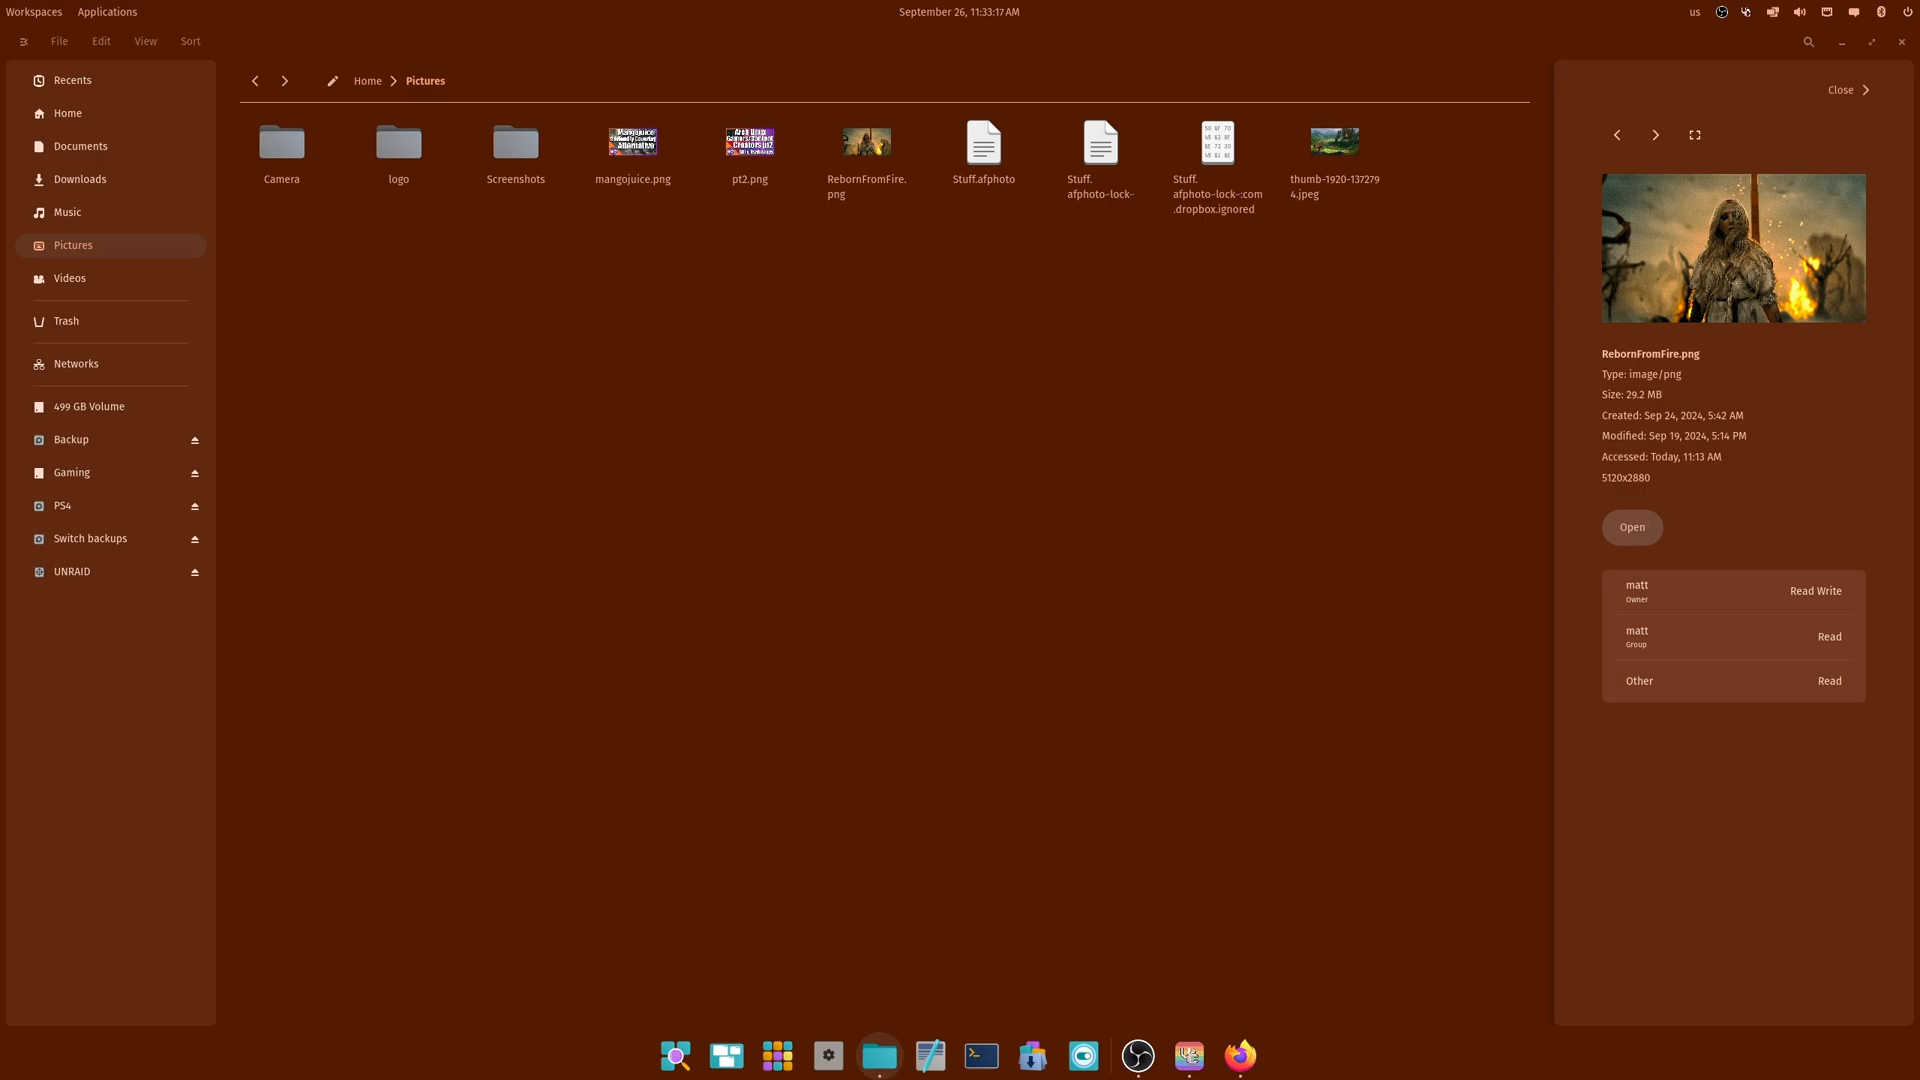 Workspaces Applications September 26, 11:33:17 AM us
File Edit View Sort
Recents
Home
Documents
Downloads
Music
Pictures
Videos
Trash
Networks
499 GB Volume
Backup
Gaming
PS4
Switch backups
UNRAID
Home Pictures
Camera
logo
Screenshots
mangojuice.png
pt2.png
RebornFromFire.
png
Stuff.afphoto
Stuff.
afphoto~lock~
Stuff.
afphoto~lock~:com
.dropbox.ignored
thumb-1920-137279
4.jpeg
Close
RebornFromFire.png
Type: image/png
Size: 29.2 MB
Created: Sep 24, 2024, 5:42 AM
Modified: Sep 19, 2024, 5:14 PM
Accessed: Today, 11:13 AM
5120x2880
Open
matt Read Write
Owner
matt Read
Group
Other Read